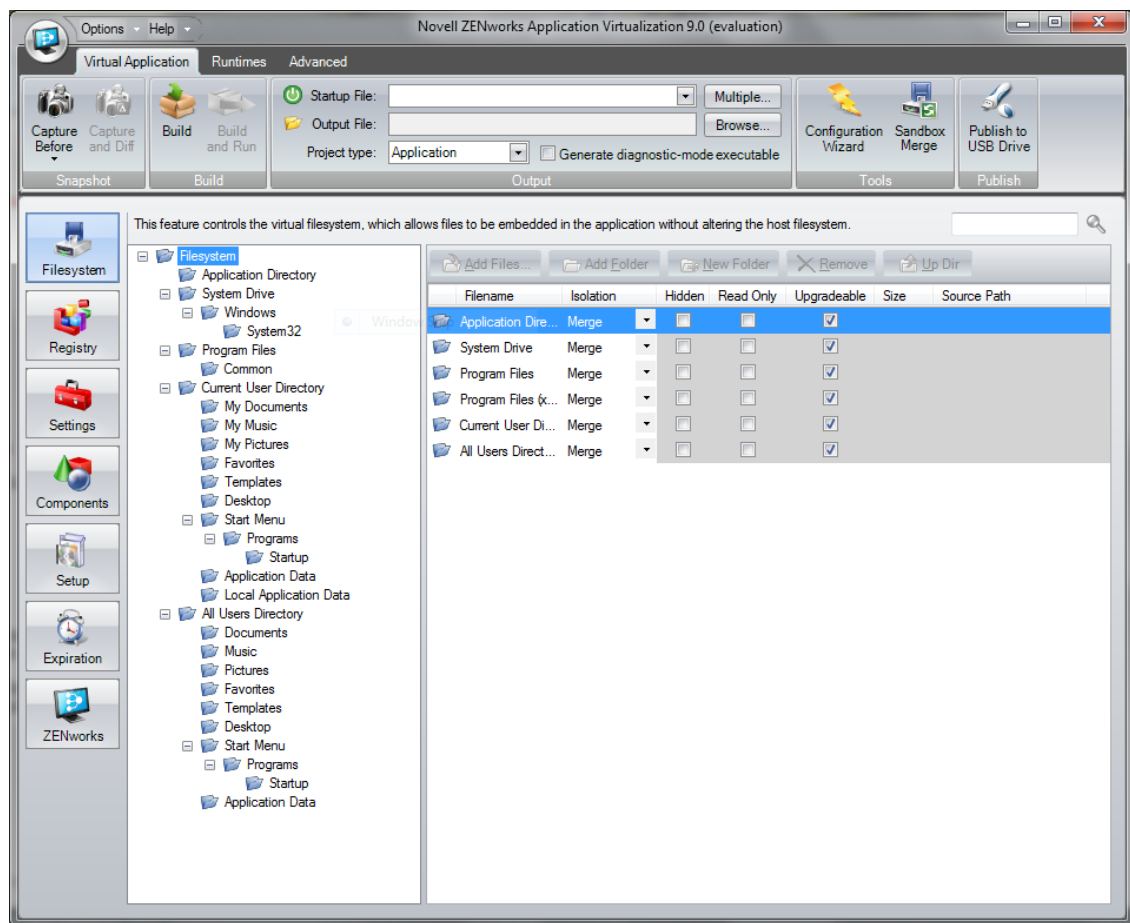 Options Help Novell ZENworks Application Virtualization 9.0 (evaluation)
Virtual Application Runtimes Advanced
Capture Before
Capture and Diff
Snapshot
Build
Build and Run
Build
Startup File: Multiple...
Output File: Browse...
Project type: Application Generate diagnostic-mode executable
Output
Configuration Wizard
Sandbox Merge
Tools
Publish to USB Drive
Publish
Filesystem
Registry
Settings
Components
Setup
Expiration
ZENworks
This feature controls the virtual filesystem, which allows files to be embedded in the application without altering the host filesystem.
Filesystem
Application Directory
System Drive
Windows
System32
Program Files
Common
Current User Directory
My Documents
My Music
My Pictures
Favorites
Templates
Desktop
Start Menu
Programs
Startup
Application Data
Local Application Data
All Users Directory
Documents
Music
Pictures
Favorites
Templates
Desktop
Start Menu
Programs
Startup
Application Data
Add Files... Add Folder New Folder Remove Up Dir
Filename Isolation Hidden Read Only Upgradeable Size Source Path
Application Dire... Merge
System Drive Merge
Program Files Merge
Program Files (x... Merge
Current User Di... Merge
All Users Direct... Merge